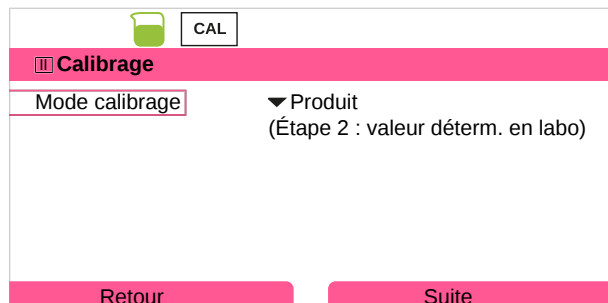 CAL
II Calibrage
Mode calibrage Produit
(Étape 2 : valeur déterm. en labo)
Retour Suite